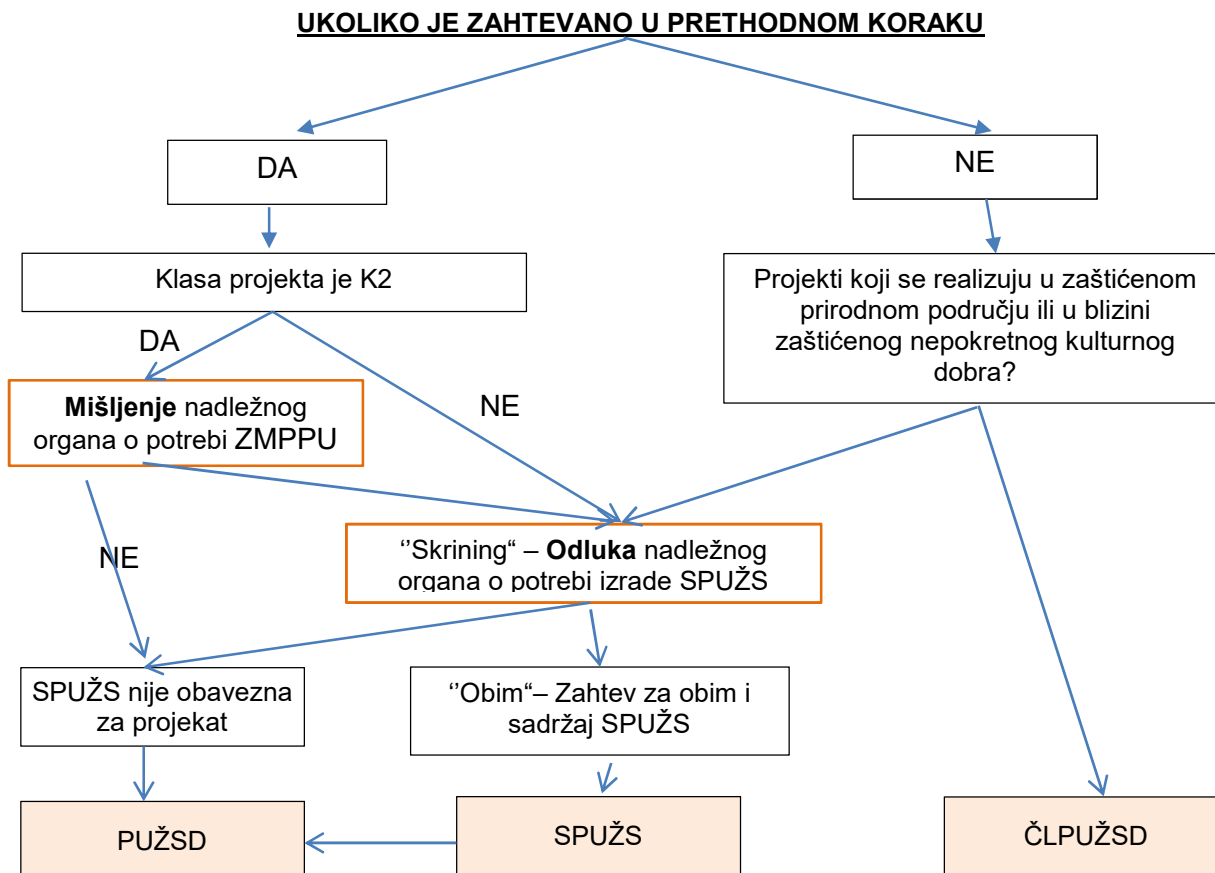 UKOLIKO JE ZAHTEVANO U PRETHODNOM KORAKU
DA
NE
Klasa projekta je K2
Projekti koji se realizuju u zaštićenom
prirodnom području ili u blizini
zaštićenog nepokretnog kulturnog
dobra?
DA
NE
Mišljenje nadležnog
organa o potrebi ZMPPU
NE
‘’Skrining“ – Odluka nadležnog
organa o potrebi izrade SPUŽS
SPUŽS nije obavezna
za projekat
‘’Obim“– Zahtev za obim i
sadržaj SPUŽS
PUŽSD
SPUŽS
ČLPUŽSD